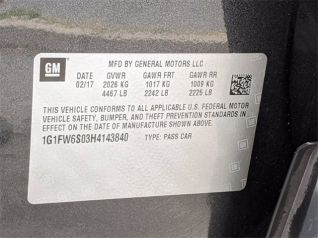 GM
MFD BY GENERAL MOTORS LLC
DATE GVWR GAWR FRT GAWR RR
02/17 2026 KG 1017 KG 1009 KG
4467 LB 2242 LB 2225 LB
THIS VEHICLE CONFORMS TO ALL APPLICABLE U.S. FEDERAL MOTOR
VEHICLE SAFETY, BUMPER, AND THEFT PREVENTION STANDARDS IN
EFFECT ON THE DATE OF MANUFACTURE SHOWN ABOVE.
1G1FW6S03H4143840 TYPE: PASS CAR